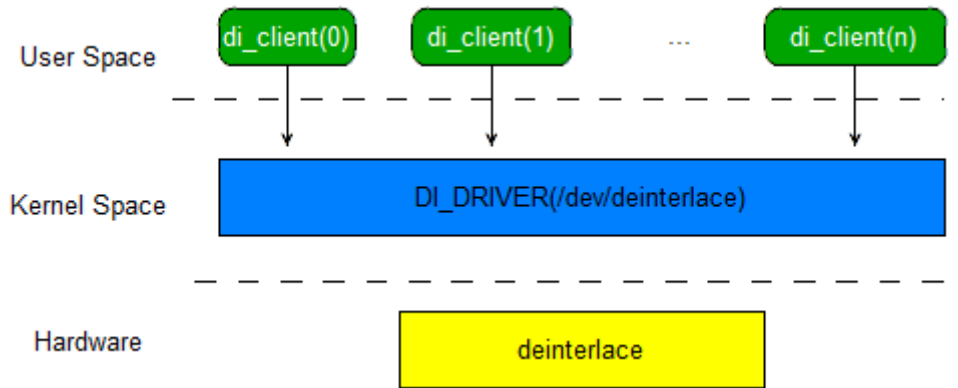 User Space
di_client(0)
di_client(1)
...
di_client(n)
Kernel Space
DI_DRIVER(/dev/deinterlace)
Hardware
deinterlace